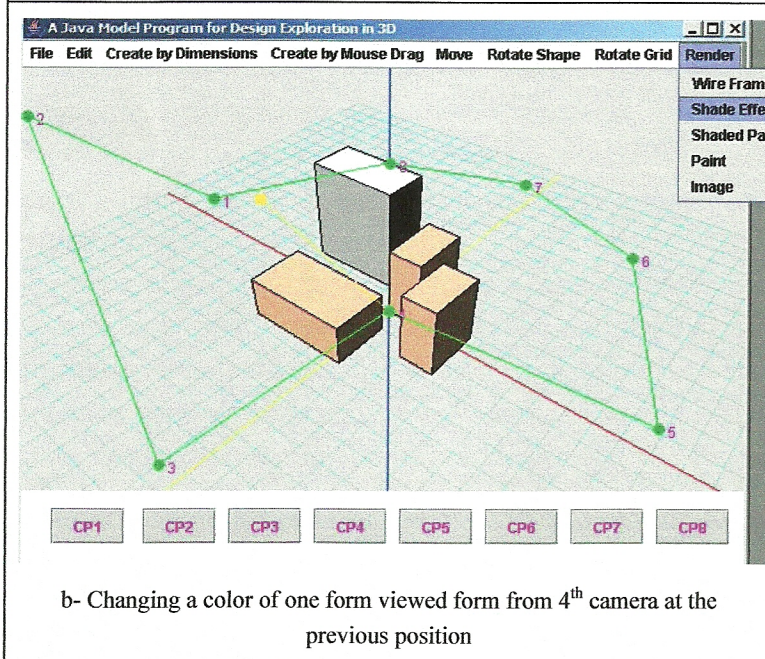 A Java Model Program for Design Exploration in 3D
File Edit Create by Dimensions Create by Mouse Drag Move Rotate Shape Rotate Grid Render
Wire Fram
Shade Effe
Shaded Pa
Paint
Image
2
1
8
7
6
5
3
CP1 CP2 CP3 CP4 CP5 CP6 CP7 CP8
b- Changing a color of one form viewed form from 4th camera at the
previous position